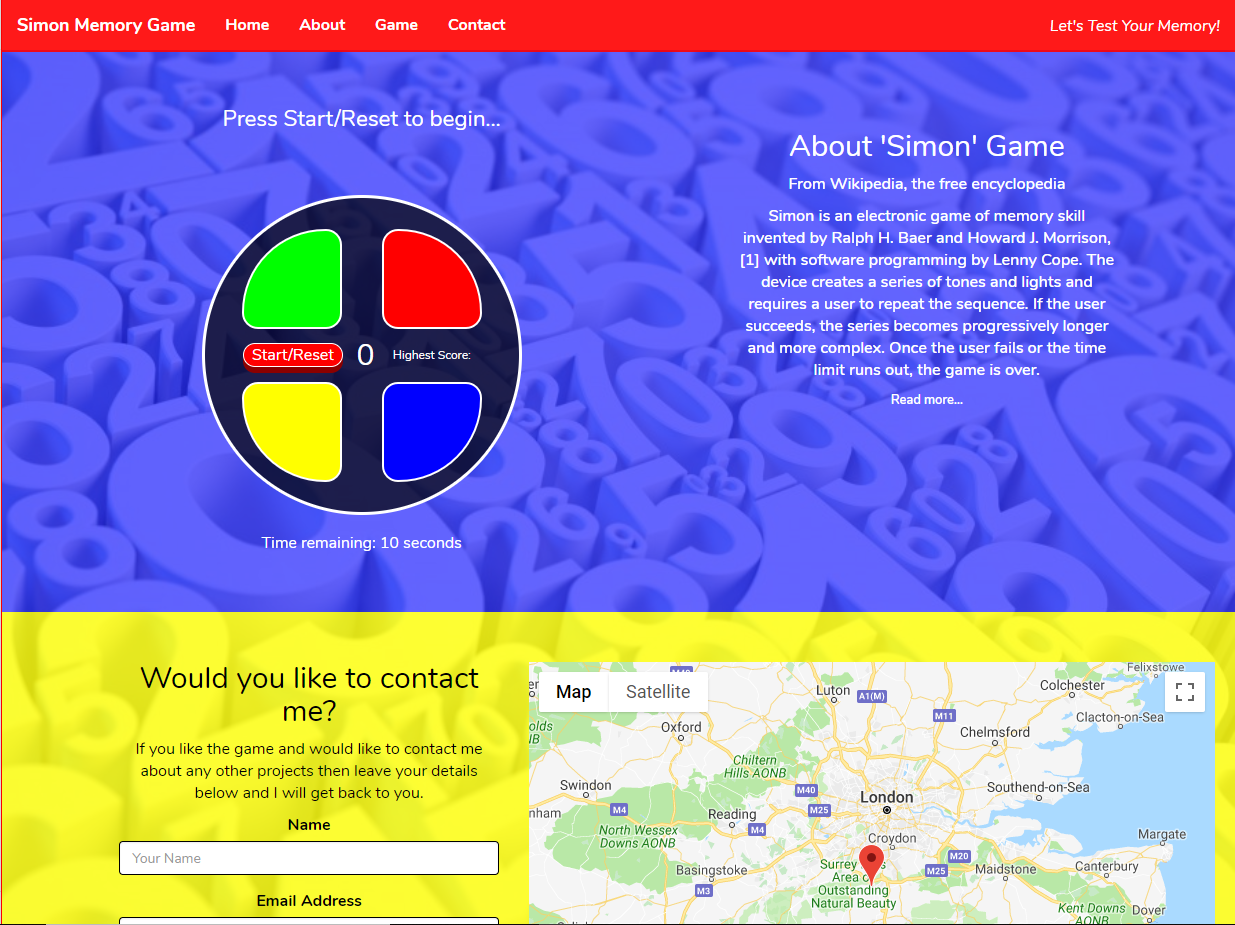 Simon Memory Game Home About Game Contact Let's Test Your Memory!
Press Start/Reset to begin...
Start/Reset 0 Highest Score:
Time remaining: 10 seconds
About 'Simon' Game
From Wikipedia, the free encyclopedia
Simon is an electronic game of memory skill
invented by Ralph H. Baer and Howard J. Morrison,
[1] with software programming by Lenny Cope. The
device creates a series of tones and lights and
requires a user to repeat the sequence. If the user
succeeds, the series becomes progressively longer
and more complex. Once the user fails or the time
limit runs out, the game is over.
Read more...
Would you like to contact
me?
If you like the game and would like to contact me
about any other projects then leave your details
below and I will get back to you.
Name
Your Name
Email Address
Map Satellite
Felixstowe
Luton
A1(M)
Colchester
M11
Clacton-on-Sea
Oxford
Chelmsford
Chiltern
Hills AONB
Swindon
M40
Southend-on-Sea
London
M4
M25
Reading
M4
North Wessex
Downs AONB
Croydon
Margate
M20
Basingstoke
M25
Maidstone
Canterbury
M3
Surrey
Area
Outstanding
Natural Beauty
Kent Downs
AONB
Dover